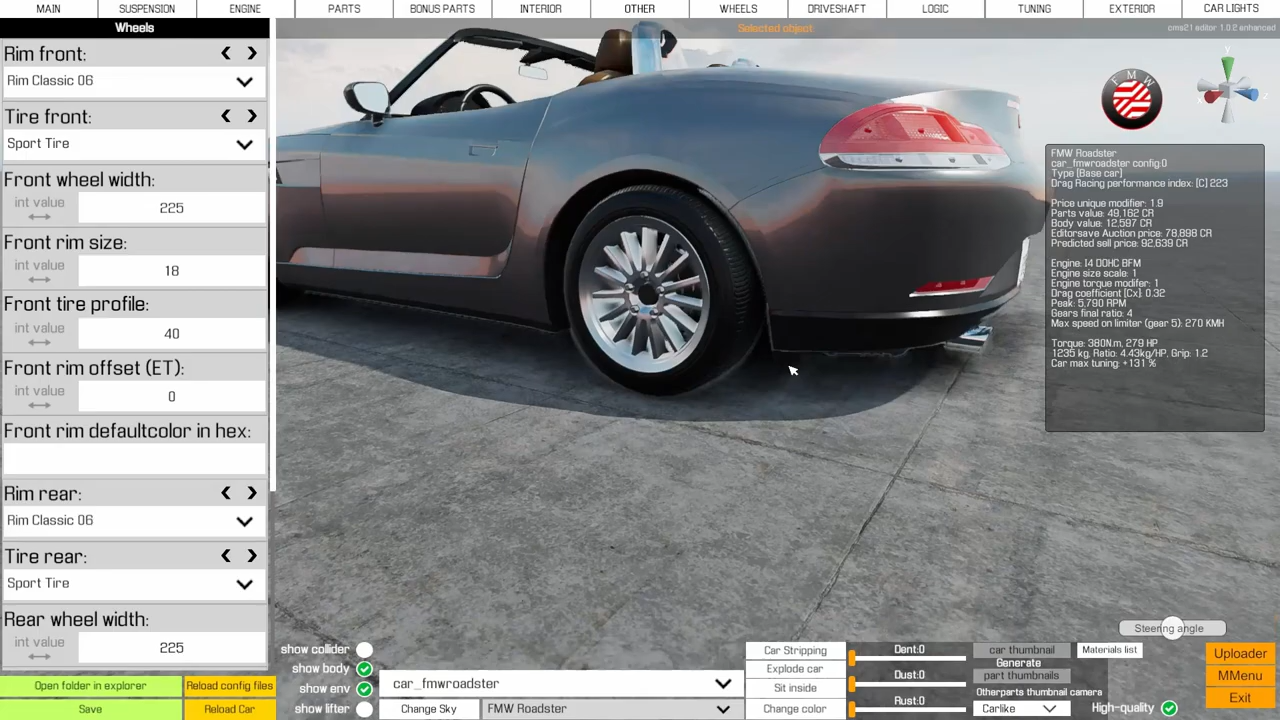 MAIN SUSPENSION ENGINE PARTS BONUS PARTS INTERIOR OTHER WHEELS DRIVESHAFT LOGIC TUNING EXTERIOR CAR LIGHTS
Wheels
Selected object:
cms21 editor 1.0.2 enhanced
Rim front:
Rim Classic 06
Tire front:
Sport Tire
Front wheel width:
int value 225
Front rim size:
int value 18
Front tire profile:
int value 40
Front rim offset (ET):
int value 0
Front rim defaultcolor in hex:
Rim rear:
Rim Classic 06
Tire rear:
Sport Tire
Rear wheel width:
int value 225
Open folder in explorer Reload config files
Save Reload Car
F M W
y
x z
FMW Roadster
car_fmwroadster config:0
Type [Base car]
Drag Racing performance index: [C] 223
Price unique modifier: 1.9
Parts value: 49,162 CR
Body value: 12,597 CR
Editorsave Auction price: 78,898 CR
Predicted sell price: 92,639 CR
Engine: I4 DOHC BFM
Engine size scale: 1
Engine torque modifer: 1
Drag coefficient [Cx]: 0.32
Peak: 5,790 RPM
Gears final ratio: 4
Max speed on limiter (gear 5): 270 KMH
Torque: 380N.m, 279 HP
1235 kg, Ratio: 4.43kg/HP, Grip: 1.2
Car max tuning: +131 %
Steering angle
show collider
show body
show env
show lifter
car_fmwroadster
Change Sky FMW Roadster
Car Stripping
Explode car
Sit inside
Change color
Dent:0
Dust:0
Rust:0
car thumbnail Materials list
Generate
part thumbnails
Otherparts thumbnail camera
Carlike High-quality
Uploader
MMenu
Exit